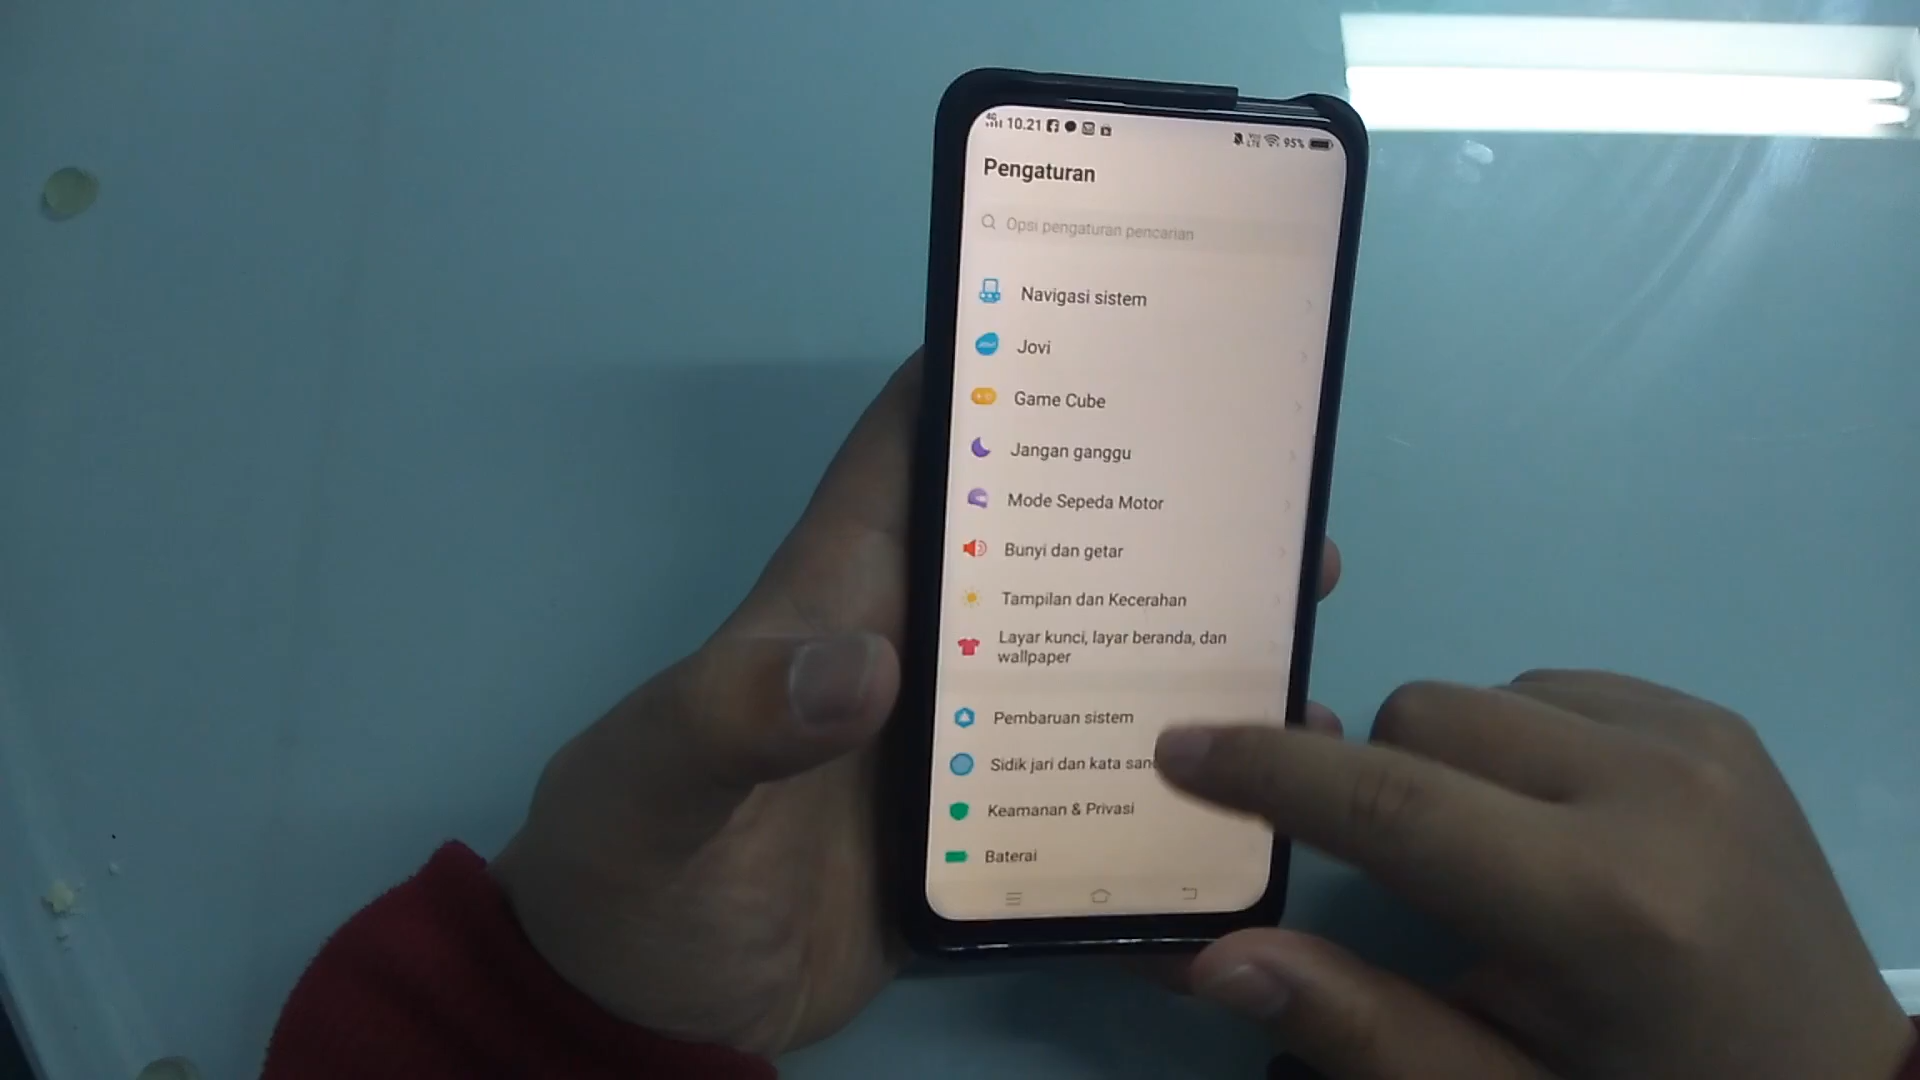 4G 10.21 95%
Pengaturan
Opsi pengaturan pencarian
Navigasi sistem
Jovi
Game Cube
Jangan ganggu
Mode Sepeda Motor
Bunyi dan getar
Tampilan dan Kecerahan
Layar kunci, layar beranda, dan
wallpaper
Pembaruan sistem
Sidik jari dan kata
Keamanan & Privasi
Baterai